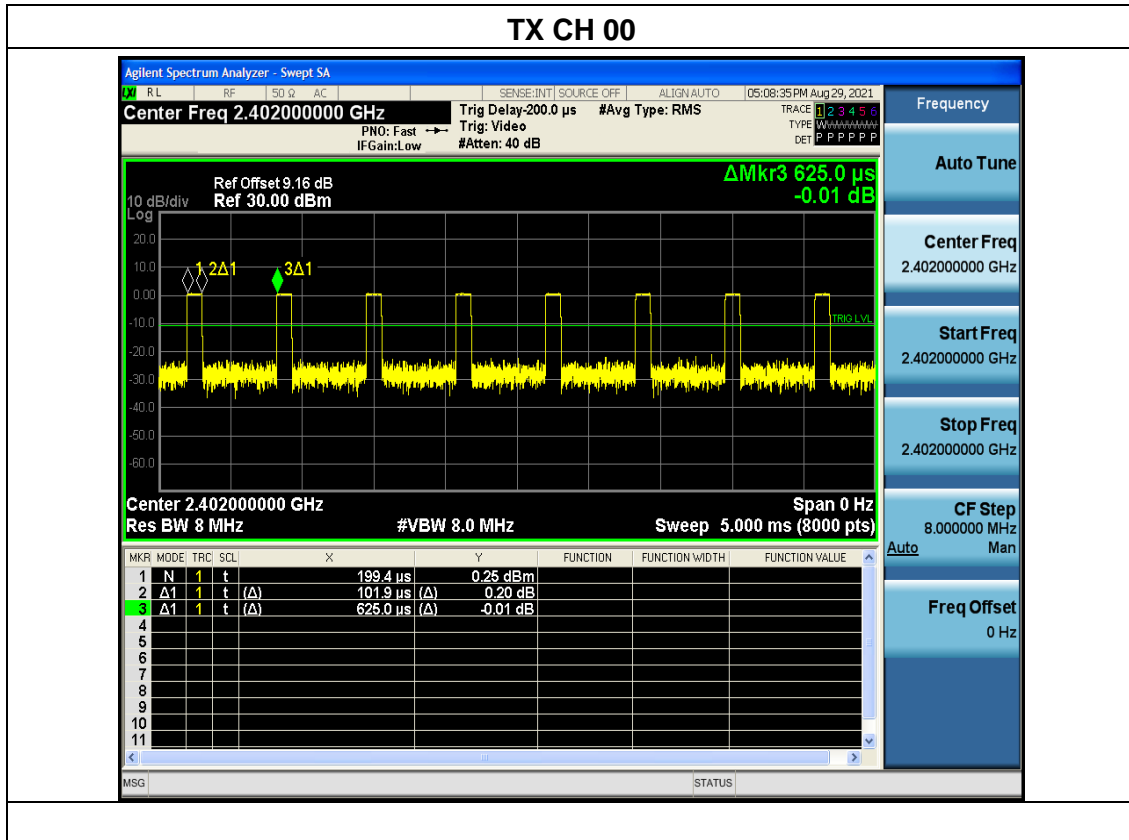 TX CH 00
Agilent Spectrum Analyzer - Swept SA
LXI RL RF 50 Ω AC SENSE:INT SOURCE OFF ALIGN AUTO 05:08:35 PM Aug 29, 2021
Center Freq 2.402000000 GHz
PNO: Fast
IFGain:Low
Trig Delay-200.0 µs #Avg Type: RMS
Trig: Video
#Atten: 40 dB
TRACE 1 2 3 4 5 6
TYPE WWWWWW
DET P P P P P P
Frequency
Auto Tune
Center Freq
2.402000000 GHz
Start Freq
2.402000000 GHz
Stop Freq
2.402000000 GHz
CF Step
8.000000 MHz
Auto Man
Freq Offset
0 Hz
ΔMkr3 625.0 µs
-0.01 dB
Ref Offset 9.16 dB
10 dB/div Ref 30.00 dBm
Log
20.0
10.0
0.00
-10.0
-20.0
-30.0
-40.0
-50.0
-60.0
1 2Δ1 3Δ1
TRIG LVL
Center 2.402000000 GHz Span 0 Hz
Res BW 8 MHz #VBW 8.0 MHz Sweep 5.000 ms (8000 pts)
MKR MODE TRC SCL X Y FUNCTION FUNCTION WIDTH FUNCTION VALUE
1 N 1 t 199.4 µs 0.25 dBm
2 Δ1 1 t (Δ) 101.9 µs (Δ) 0.20 dB
3 Δ1 1 t (Δ) 625.0 µs (Δ) -0.01 dB
4
5
6
7
8
9
10
11
MSG STATUS